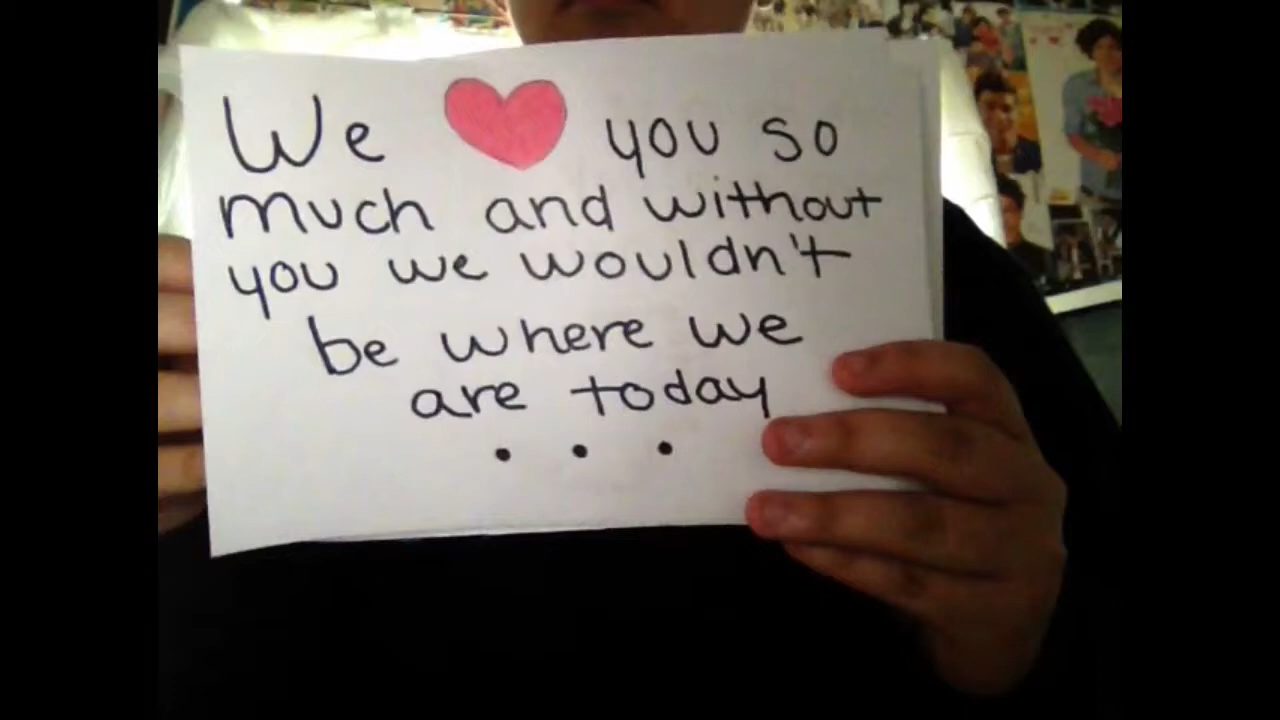 We ♥ you so
much and without
you we wouldn't
be where we
are today
. . .